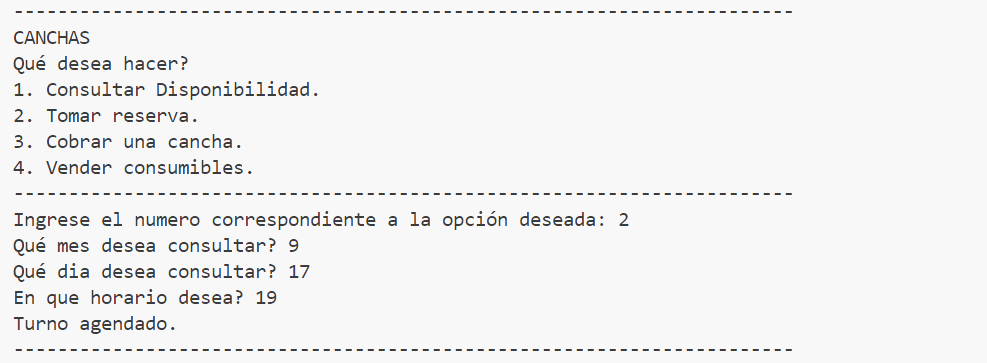 -----------------------------------------------------------------------
CANCHAS
Qué desea hacer?
1. Consultar Disponibilidad.
2. Tomar reserva.
3. Cobrar una cancha.
4. Vender consumibles.
-----------------------------------------------------------------------
Ingrese el numero correspondiente a la opción deseada: 2
Qué mes desea consultar? 9
Qué dia desea consultar? 17
En que horario desea? 19
Turno agendado.
-----------------------------------------------------------------------